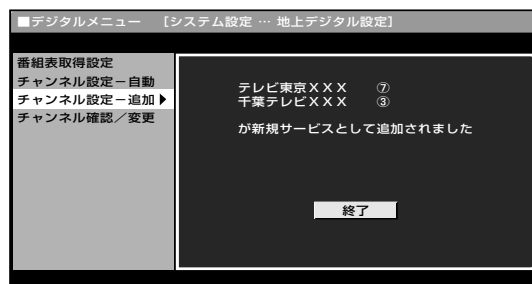 ■デジタルメニュー [システム設定 … 地上デジタル設定]
番組表取得設定
チャンネル設定－自動
チャンネル設定－追加▶
チャンネル確認／変更
テレビ東京ＸＸＸ ⑦
千葉テレビＸＸＸ ③
が新規サービスとして追加されました
終了